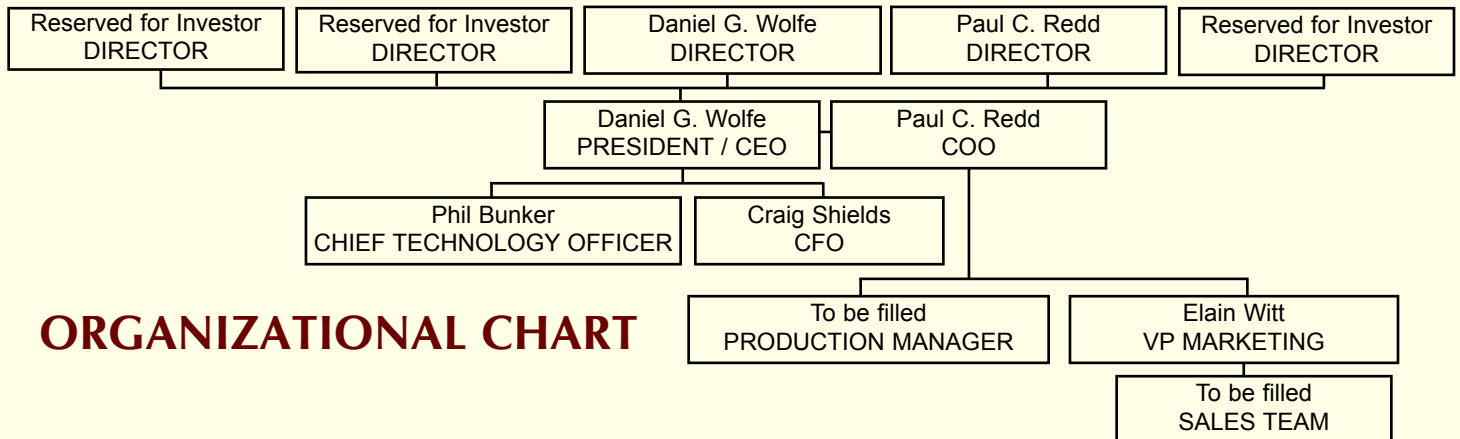 Reserved for Investor
DIRECTOR
Reserved for Investor
DIRECTOR
Daniel G. Wolfe
DIRECTOR
Paul C. Redd
DIRECTOR
Reserved for Investor
DIRECTOR
Daniel G. Wolfe
PRESIDENT / CEO
Paul C. Redd
COO
Phil Bunker
CHIEF TECHNOLOGY OFFICER
Craig Shields
CFO
ORGANIZATIONAL CHART
To be filled
PRODUCTION MANAGER
Elain Witt
VP MARKETING
To be filled
SALES TEAM